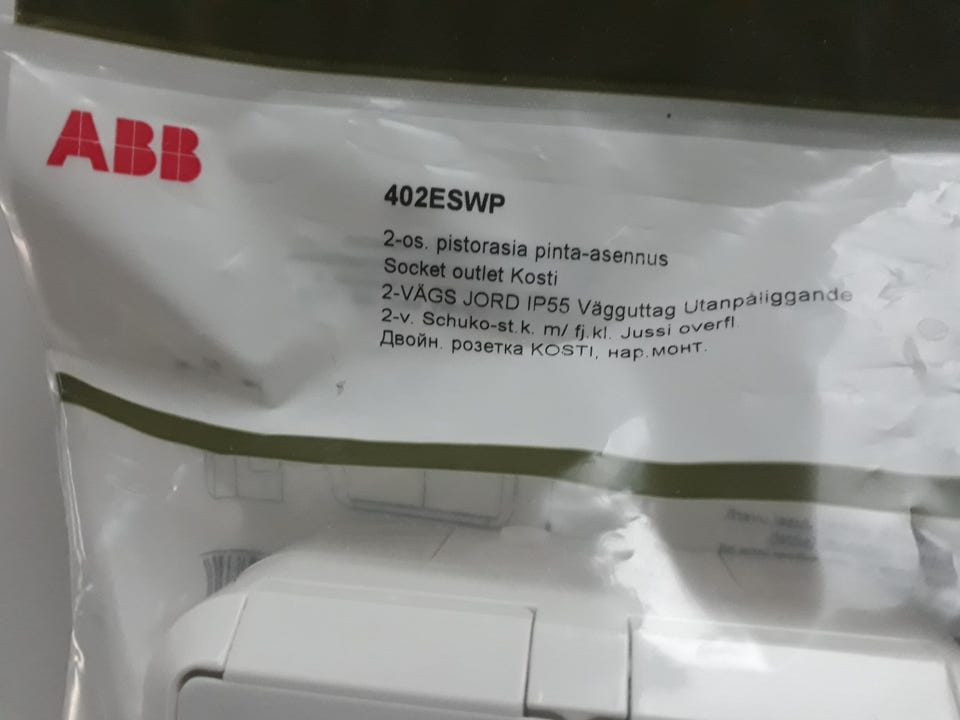 ABB
402ESWP
2-os. pistorasia pinta-asennus
Socket outlet Kosti
2-VÄGS JORD IP55 Vägguttag Utanpåliggande
2-v. Schuko-st.k. m/ fj.kl. Jussi overfl.
Двойн. розетка KOSTI, нар.монт.